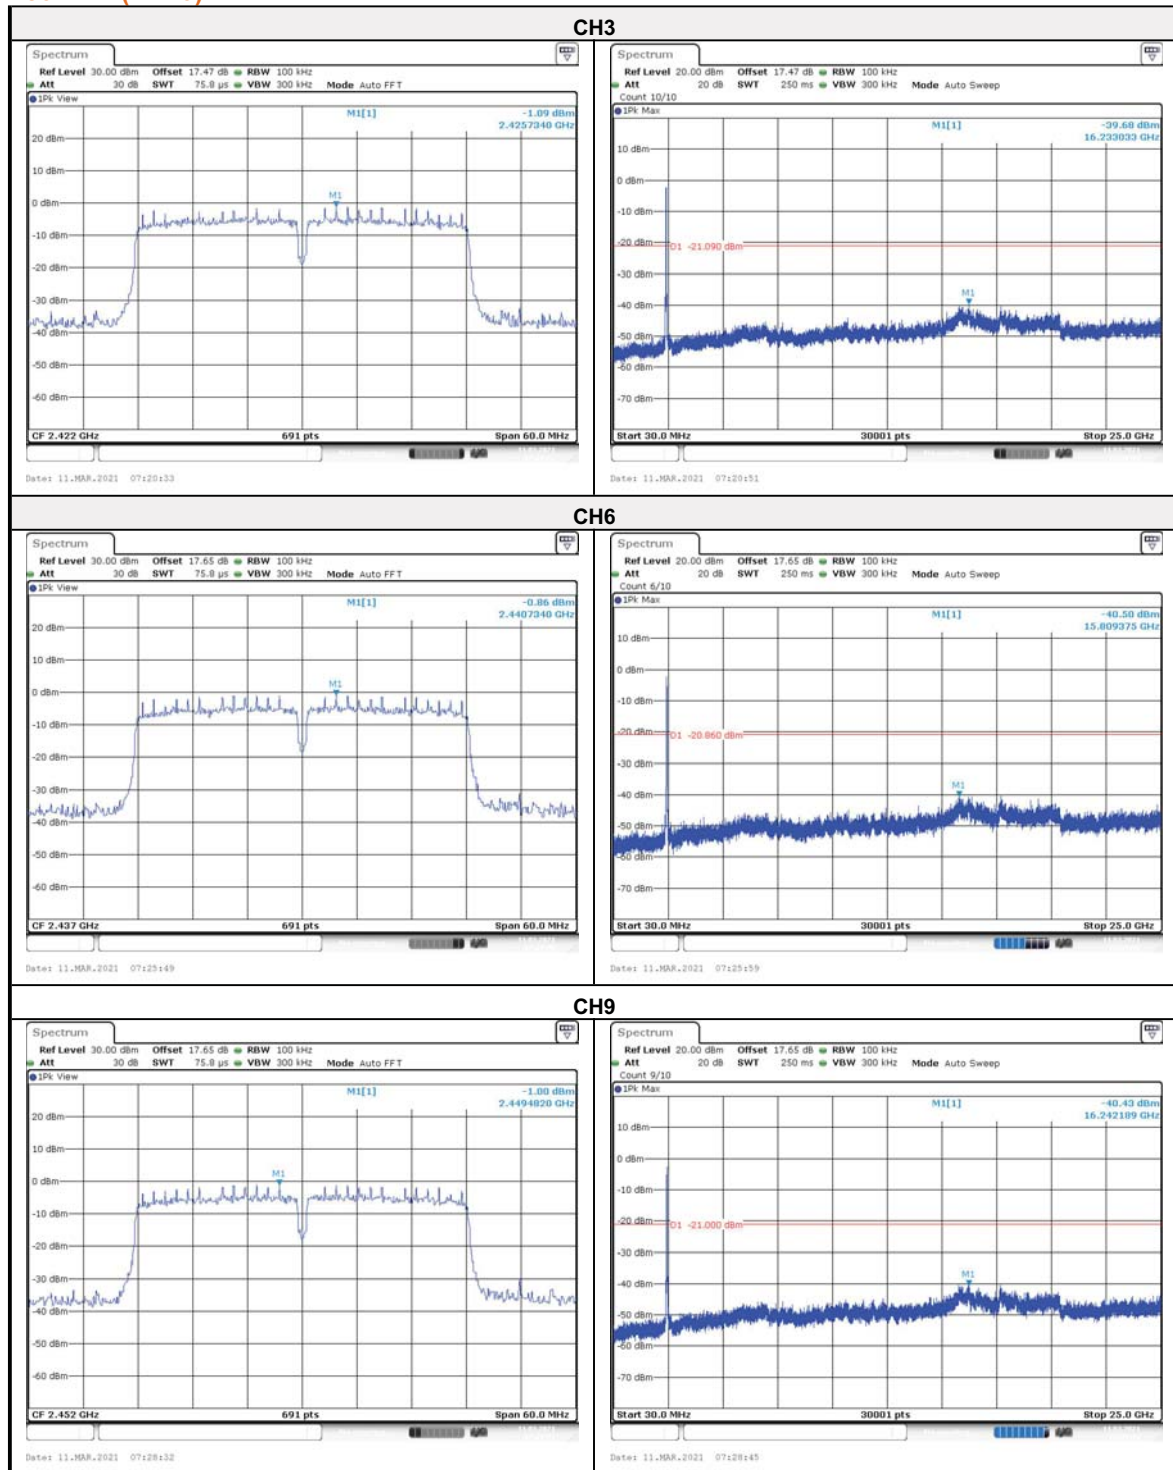 CH3
Spectrum
Ref Level 30.00 dBm Offset 17.47 dB RBW 100 kHz
Att 30 dB SWT 75.8 µs VBW 300 kHz Mode Auto FFT
1Pk View
M1[1] -1.09 dBm
2.4257340 GHz
20 dBm
10 dBm
M1
0 dBm
-10 dBm
-20 dBm
-30 dBm
-40 dBm
-50 dBm
-60 dBm
CF 2.422 GHz 691 pts Span 60.0 MHz
Date: 11.MAR.2021 07:20:33
Spectrum
Ref Level 20.00 dBm Offset 17.47 dB RBW 100 kHz
Att 20 dB SWT 250 ms VBW 300 kHz Mode Auto Sweep
Count 10/10
1Pk Max
M1[1] -39.68 dBm
16.233033 GHz
10 dBm
0 dBm
-10 dBm
-20 dBm
D1 -21.090 dBm
-30 dBm
M1
-40 dBm
-50 dBm
-60 dBm
-70 dBm
Start 30.0 MHz 30001 pts Stop 25.0 GHz
Date: 11.MAR.2021 07:20:51
CH6
Spectrum
Ref Level 30.00 dBm Offset 17.65 dB RBW 100 kHz
Att 30 dB SWT 75.8 µs VBW 300 kHz Mode Auto FFT
1Pk View
M1[1] -0.86 dBm
2.4407340 GHz
20 dBm
10 dBm
M1
0 dBm
-10 dBm
-20 dBm
-30 dBm
-40 dBm
-50 dBm
-60 dBm
CF 2.437 GHz 691 pts Span 60.0 MHz
Date: 11.MAR.2021 07:25:49
Spectrum
Ref Level 20.00 dBm Offset 17.65 dB RBW 100 kHz
Att 20 dB SWT 250 ms VBW 300 kHz Mode Auto Sweep
Count 6/10
1Pk Max
M1[1] -40.50 dBm
15.809375 GHz
10 dBm
0 dBm
-10 dBm
-20 dBm
D1 -20.860 dBm
-30 dBm
M1
-40 dBm
-50 dBm
-60 dBm
-70 dBm
Start 30.0 MHz 30001 pts Stop 25.0 GHz
Date: 11.MAR.2021 07:25:59
CH9
Spectrum
Ref Level 30.00 dBm Offset 17.65 dB RBW 100 kHz
Att 30 dB SWT 75.8 µs VBW 300 kHz Mode Auto FFT
1Pk View
M1[1] -1.00 dBm
2.4494820 GHz
20 dBm
10 dBm
M1
0 dBm
-10 dBm
-20 dBm
-30 dBm
-40 dBm
-50 dBm
-60 dBm
CF 2.452 GHz 691 pts Span 60.0 MHz
Date: 11.MAR.2021 07:28:32
Spectrum
Ref Level 20.00 dBm Offset 17.65 dB RBW 100 kHz
Att 20 dB SWT 250 ms VBW 300 kHz Mode Auto Sweep
Count 9/10
1Pk Max
M1[1] -40.43 dBm
16.242189 GHz
10 dBm
0 dBm
-10 dBm
-20 dBm
D1 -21.000 dBm
-30 dBm
M1
-40 dBm
-50 dBm
-60 dBm
-70 dBm
Start 30.0 MHz 30001 pts Stop 25.0 GHz
Date: 11.MAR.2021 07:28:45